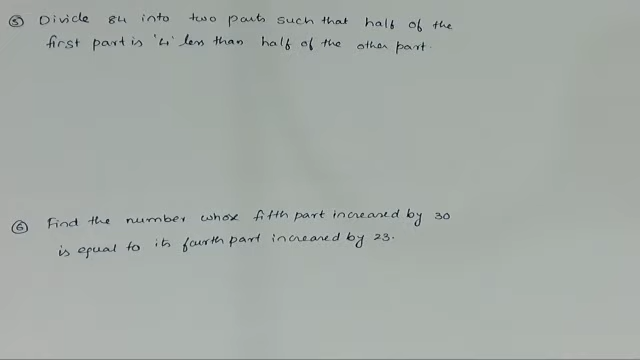 ⑤ Divide 84 into two parts such that half of the
first part is '4' less than half of the other part.
⑥ Find the number whose fifth part increased by 30
is equal to its fourth part increased by 23.